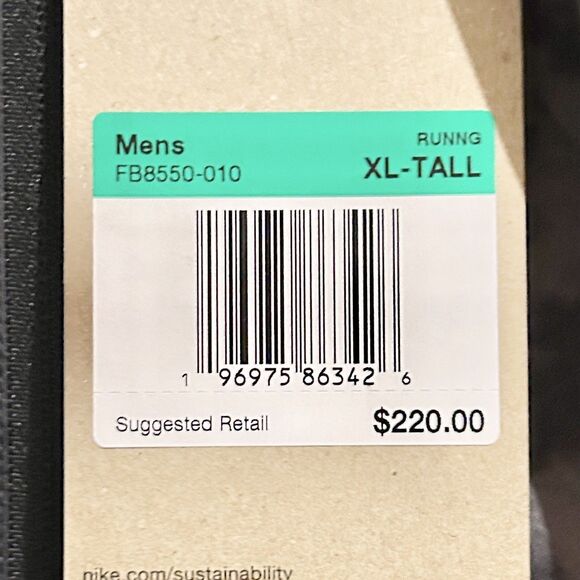 Mens RUNNG
FB8550-010 XL-TALL
1 96975 86342 6
Suggested Retail $220.00
nike.com/sustainability